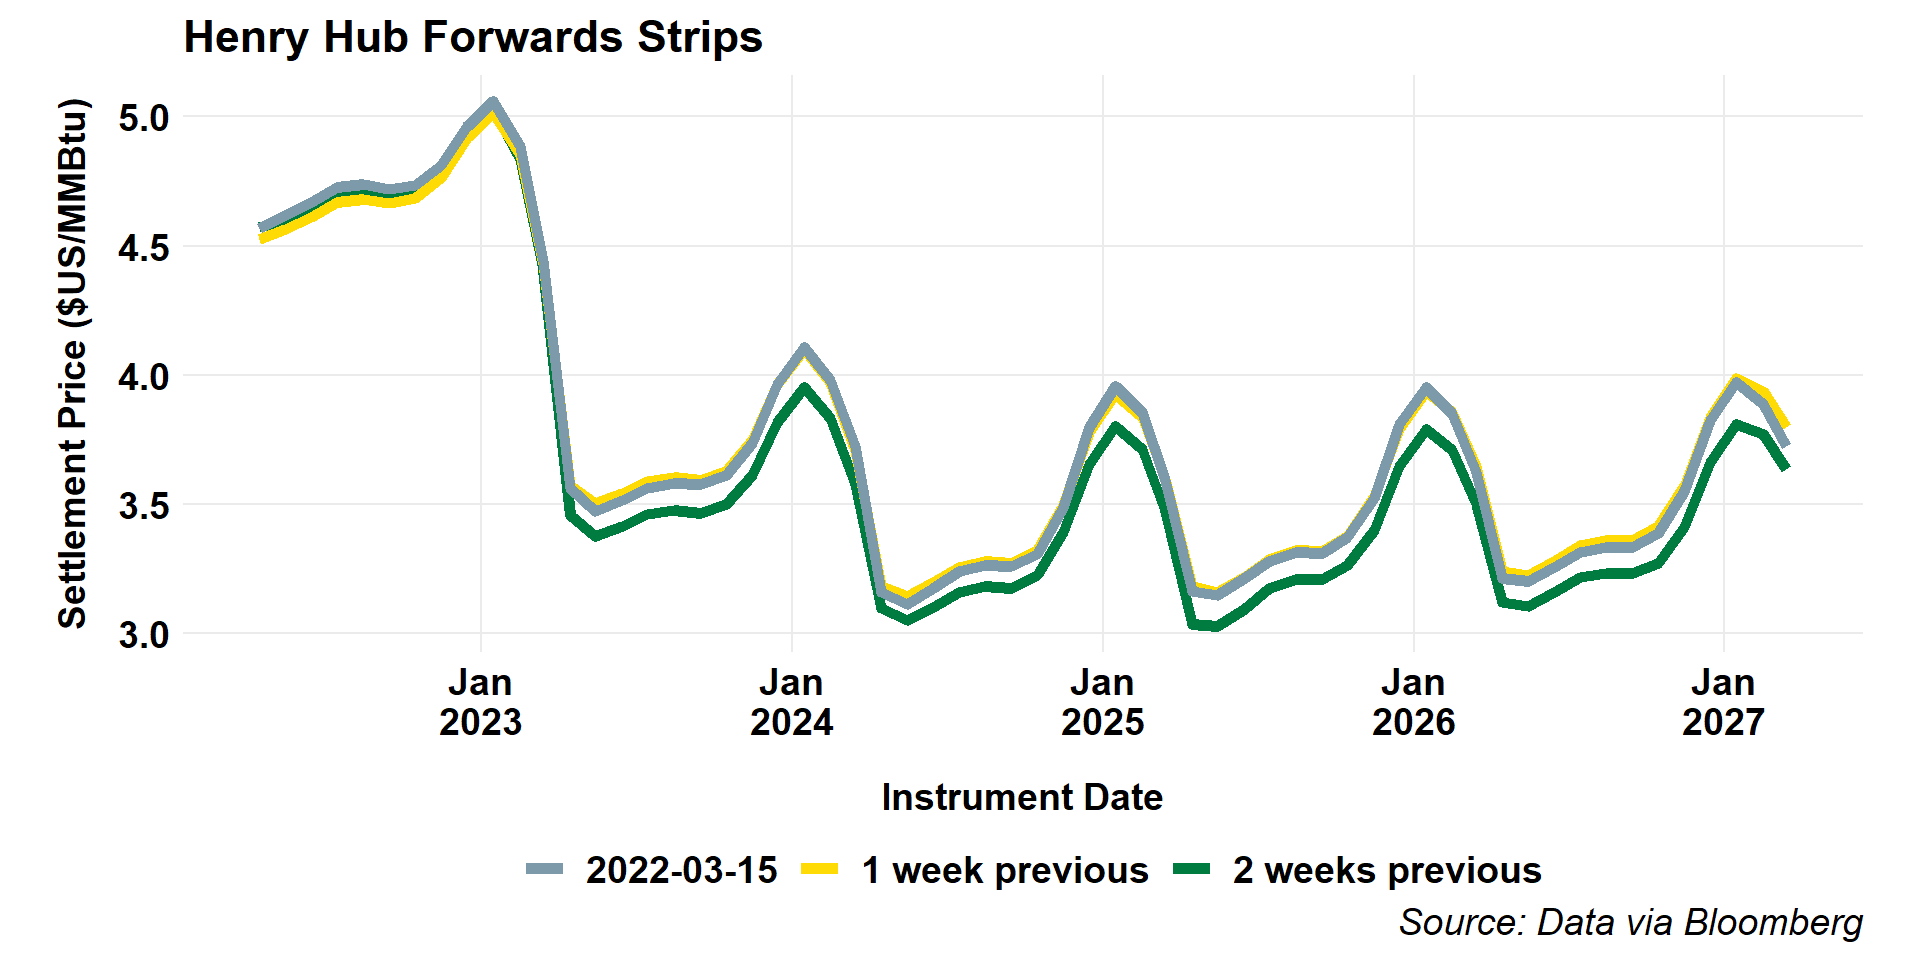 Henry Hub Forwards Strips
Settlement Price ($US/MMBtu)
5.0
4.5
4.0
3.5
3.0
Jan Jan Jan Jan Jan
2023 2024 2025 2026 2027
Instrument Date
2022-03-15 1 week previous 2 weeks previous
Source: Data via Bloomberg